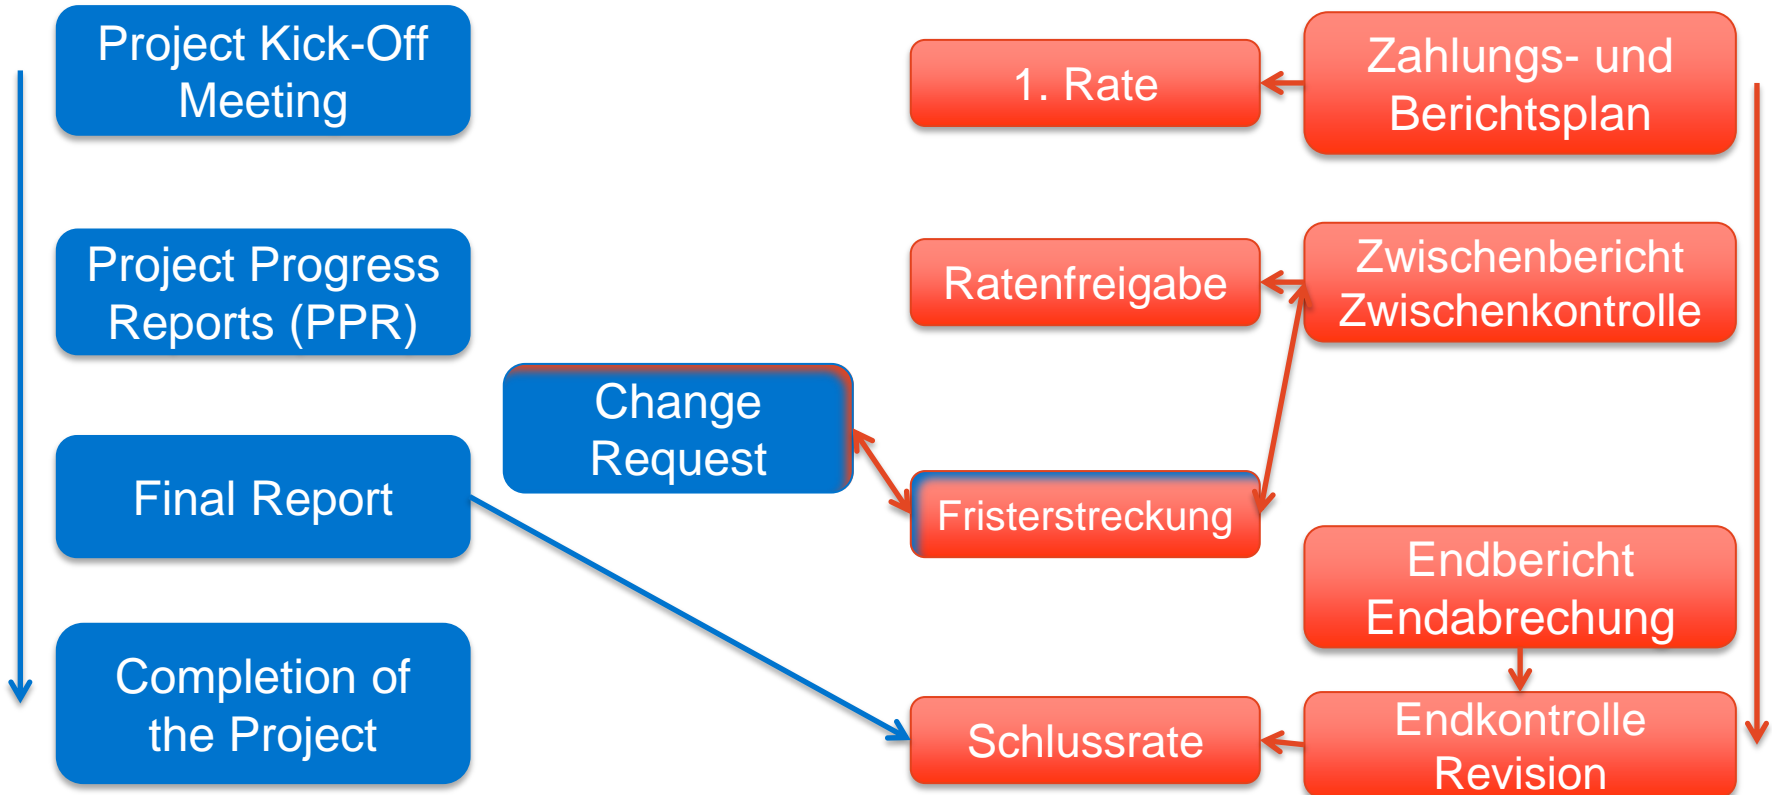 Project Kick-Off
Meeting
1. Rate
Zahlungs- und
Berichtsplan
Project Progress
Reports (PPR)
Ratenfreigabe
Zwischenbericht
Zwischenkontrolle
Change
Request
Final Report
Fristerstreckung
Endbericht
Endabrechung
Completion of
the Project
Schlussrate
Endkontrolle
Revision